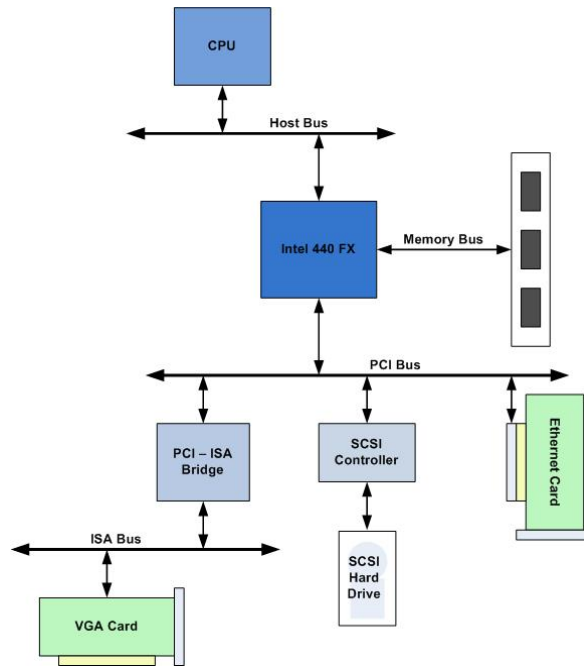 CPU
Host Bus
Intel 440 FX
Memory Bus
PCI Bus
PCI – ISA
Bridge
SCSI
Controller
Ethernet Card
ISA Bus
SCSI
Hard
Drive
VGA Card